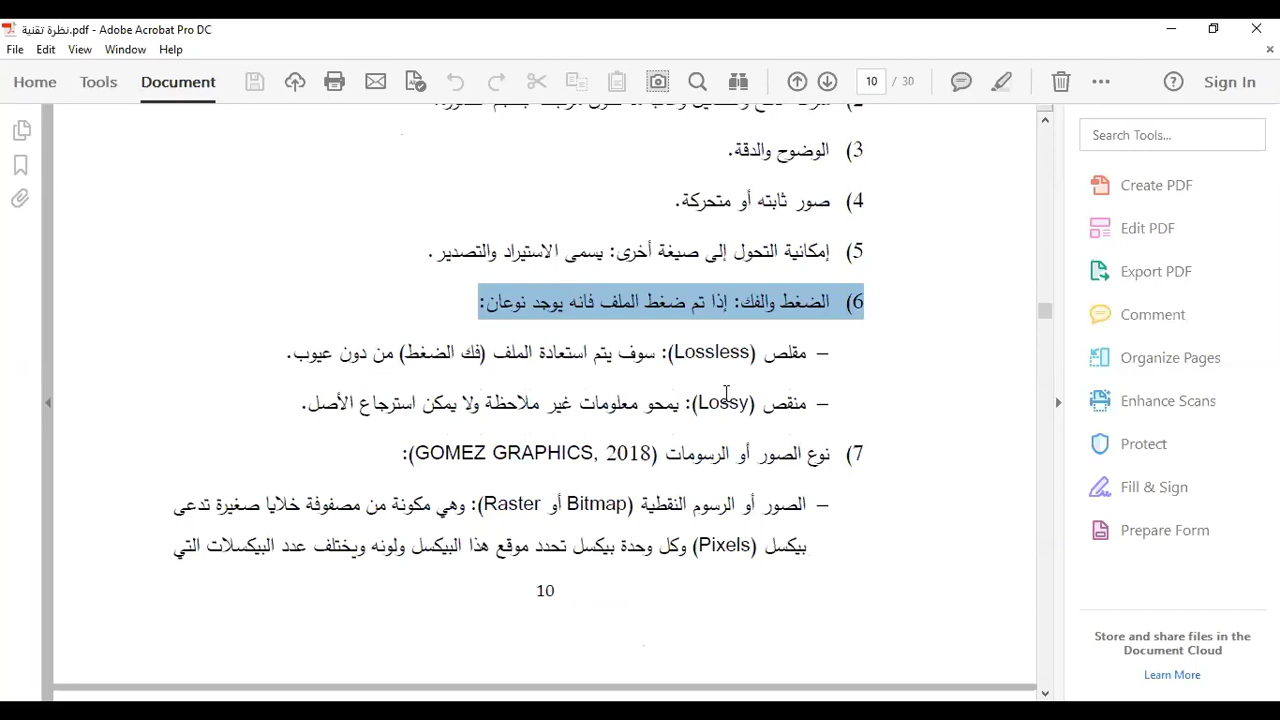 نظرة تقنية.pdf - Adobe Acrobat Pro DC
File Edit View Window Help
Home Tools Document 10 / 30 Sign In
3) الوضوح والدقة.
4) صور ثابته أو متحركة.
5) إمكانية التحول إلى صيغة أخرى: يسمى الاستيراد والتصدير.
6) الضغط والفك: إذا تم ضغط الملف فانه يوجد نوعان:
– مقلص (Lossless): سوف يتم استعادة الملف (فك الضغط) من دون عيوب.
– منقص (Lossy): يمحو معلومات غير ملاحظة ولا يمكن استرجاع الأصل.
7) نوع الصور أو الرسومات (GOMEZ GRAPHICS, 2018):
– الصور أو الرسوم النقطية (Bitmap أو Raster): وهي مكونة من مصفوفة خلايا صغيرة تدعى
بيكسل (Pixels) وكل وحدة بيكسل تحدد موقع هذا البيكسل ولونه ويختلف عدد البيكسلات التي
10
Search Tools...
Create PDF
Edit PDF
Export PDF
Comment
Organize Pages
Enhance Scans
Protect
Fill & Sign
Prepare Form
Store and share files in the
Document Cloud
Learn More